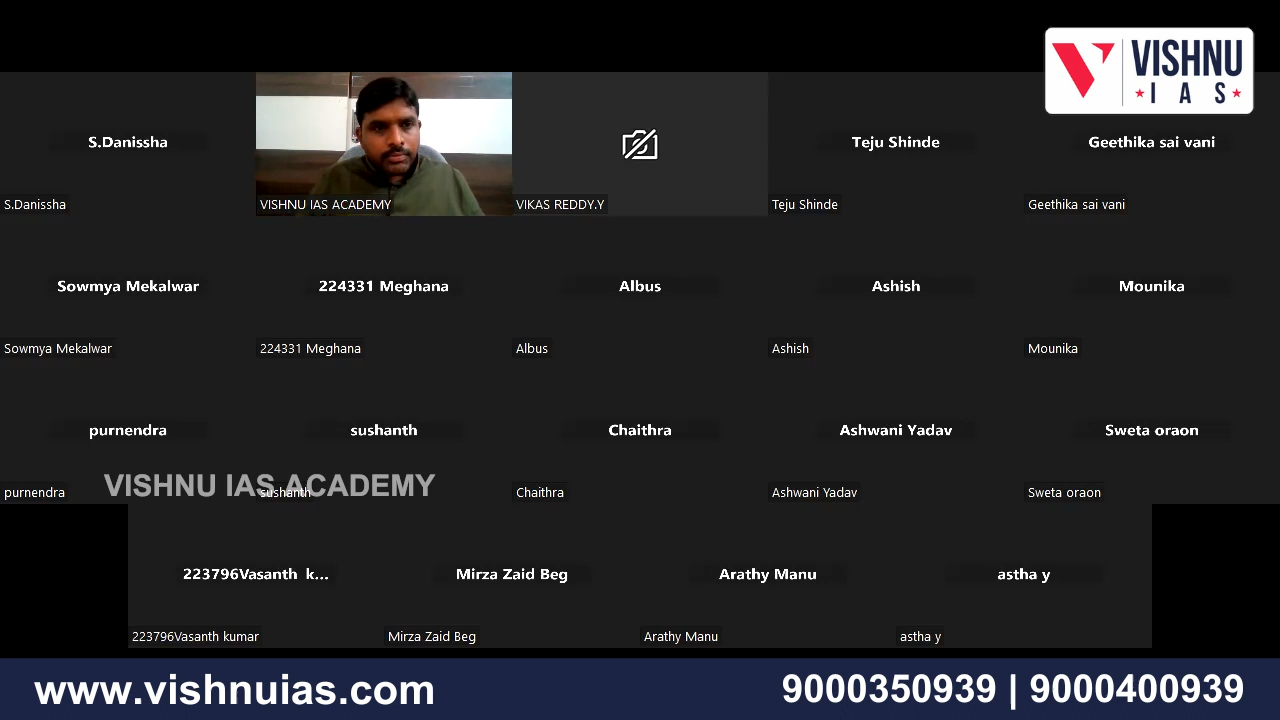 VISHNU
IAS
S.Danissha
Teju Shinde
Geethika sai vani
S.Danissha
VISHNU IAS ACADEMY
VIKAS REDDY.Y
Teju Shinde
Geethika sai vani
Sowmya Mekalwar
224331 Meghana
Albus
Ashish
Mounika
Sowmya Mekalwar
224331 Meghana
Albus
Ashish
Mounika
purnendra
sushanth
Chaithra
Ashwani Yadav
Sweta oraon
VISHNU IAS ACADEMY
purnendra
sushanth
Chaithra
Ashwani Yadav
Sweta oraon
223796Vasanth k...
Mirza Zaid Beg
Arathy Manu
astha y
223796Vasanth kumar
Mirza Zaid Beg
Arathy Manu
astha y
www.vishnuias.com
9000350939 | 9000400939